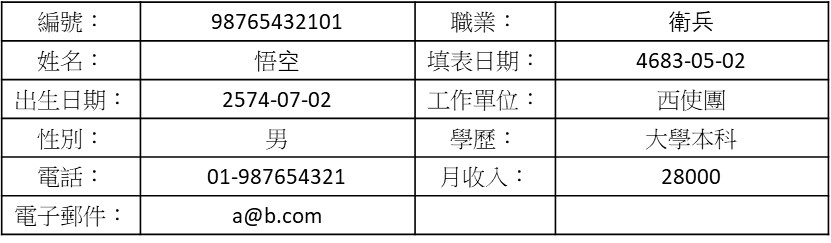 編號： 98765432101 職業： 衛兵
姓名： 悟空 填表日期： 4683-05-02
出生日期： 2574-07-02 工作單位： 西使團
性別： 男 學歷： 大學本科
電話： 01-987654321 月收入： 28000
電子郵件： a@b.com